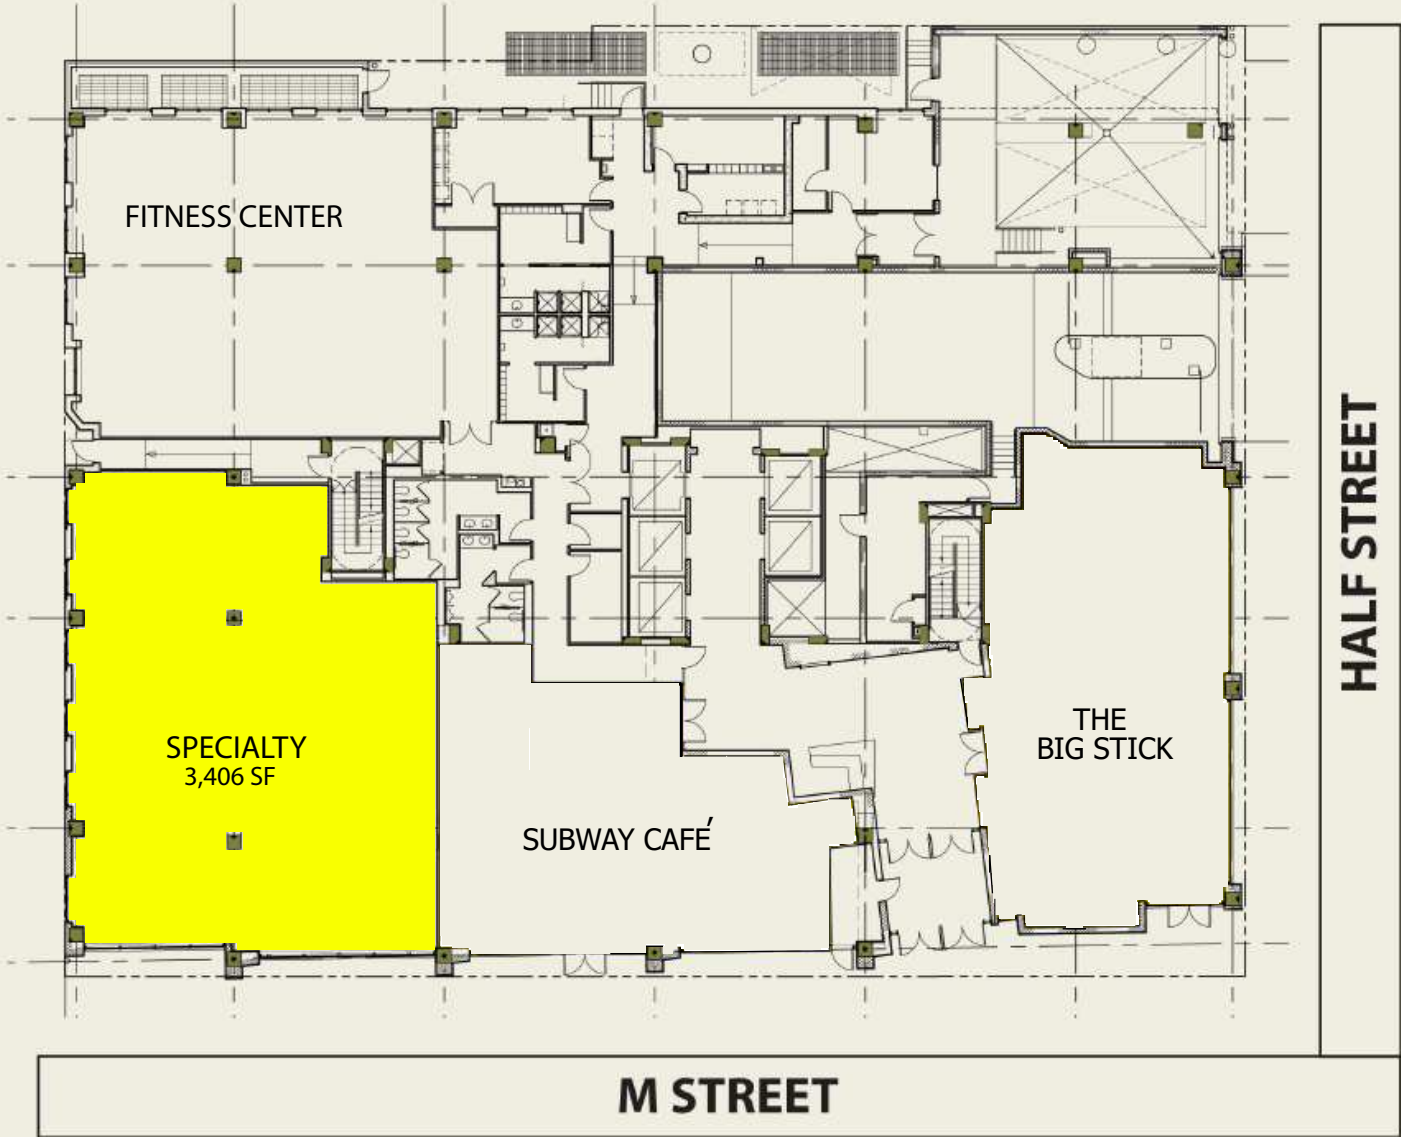 FITNESS CENTER
SPECIALTY
3,406 SF
SUBWAY CAFÉ
THE
BIG STICK
HALF STREET
M STREET